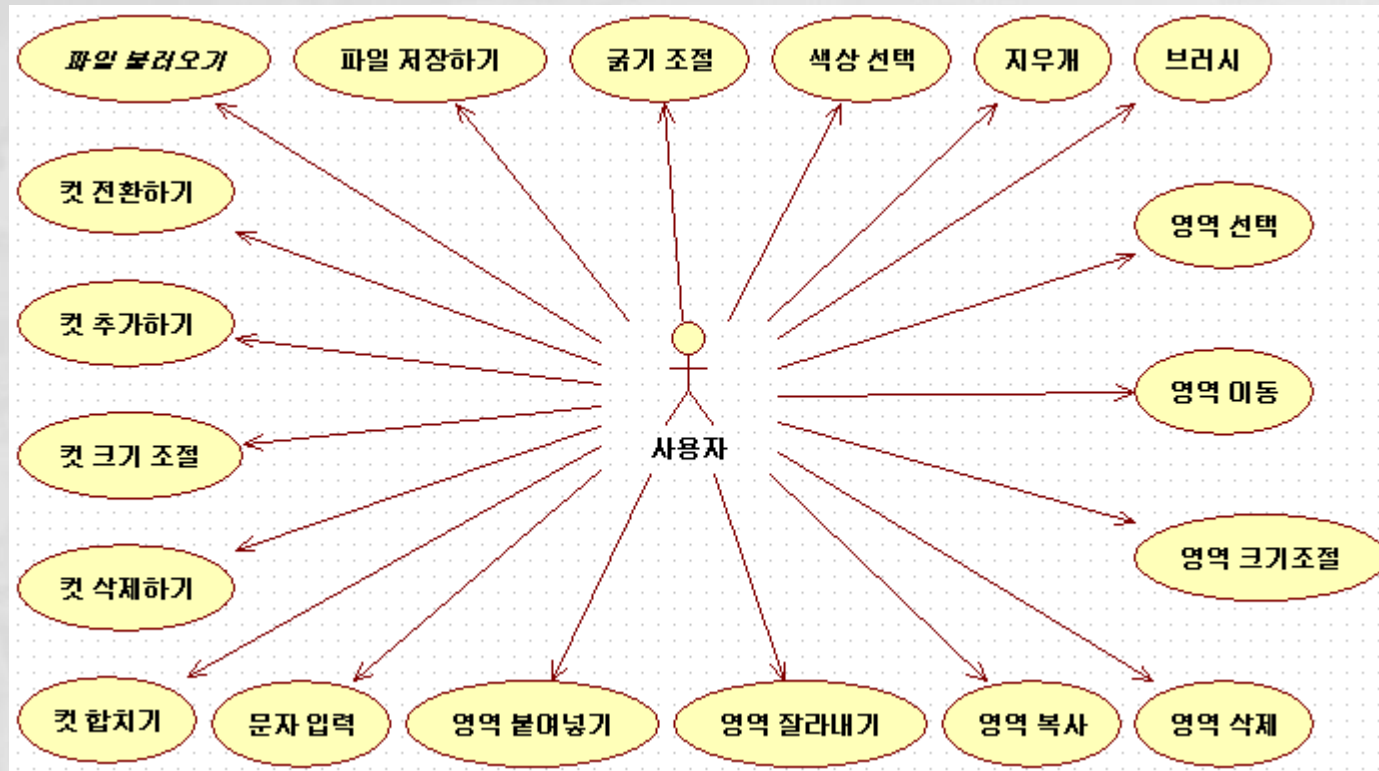 파일 불러오기
파일 저장하기
굵기 조절
색상 선택
지우개
브러시
컷 전환하기
영역 선택
컷 추가하기
영역 이동
컷 크기 조절
사용자
영역 크기조절
컷 삭제하기
컷 합치기
문자 입력
영역 붙여넣기
영역 잘라내기
영역 복사
영역 삭제